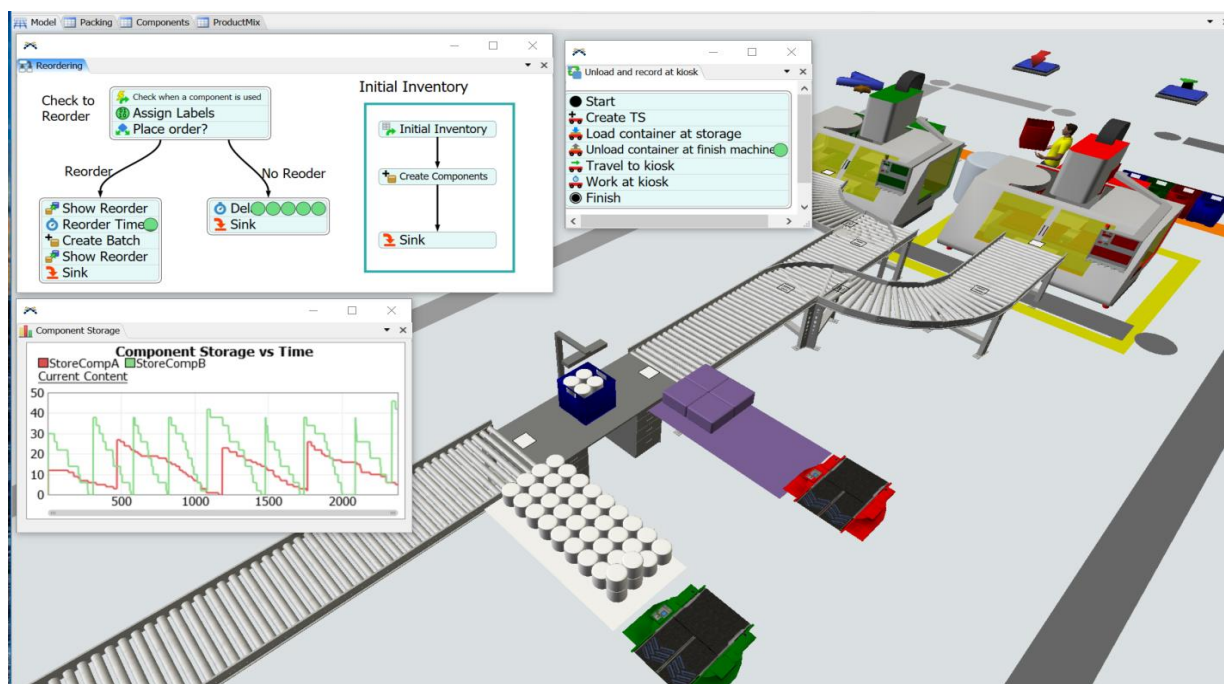 Model Packing Components ProductMix
Reordering
Check to
Reorder
Check when a component is used
Assign Labels
Place order?
Reorder
No Reoder
Show Reorder
Reorder Time
Create Batch
Show Reorder
Sink
Del
Sink
Initial Inventory
Initial Inventory
Create Components
Sink
Unload and record at kiosk
Start
Create TS
Load container at storage
Unload container at finish machine
Travel to kiosk
Work at kiosk
Finish
Component Storage
Component Storage vs Time
StoreCompA StoreCompB
Current Content
50
40
30
20
10
0
500 1000 1500 2000